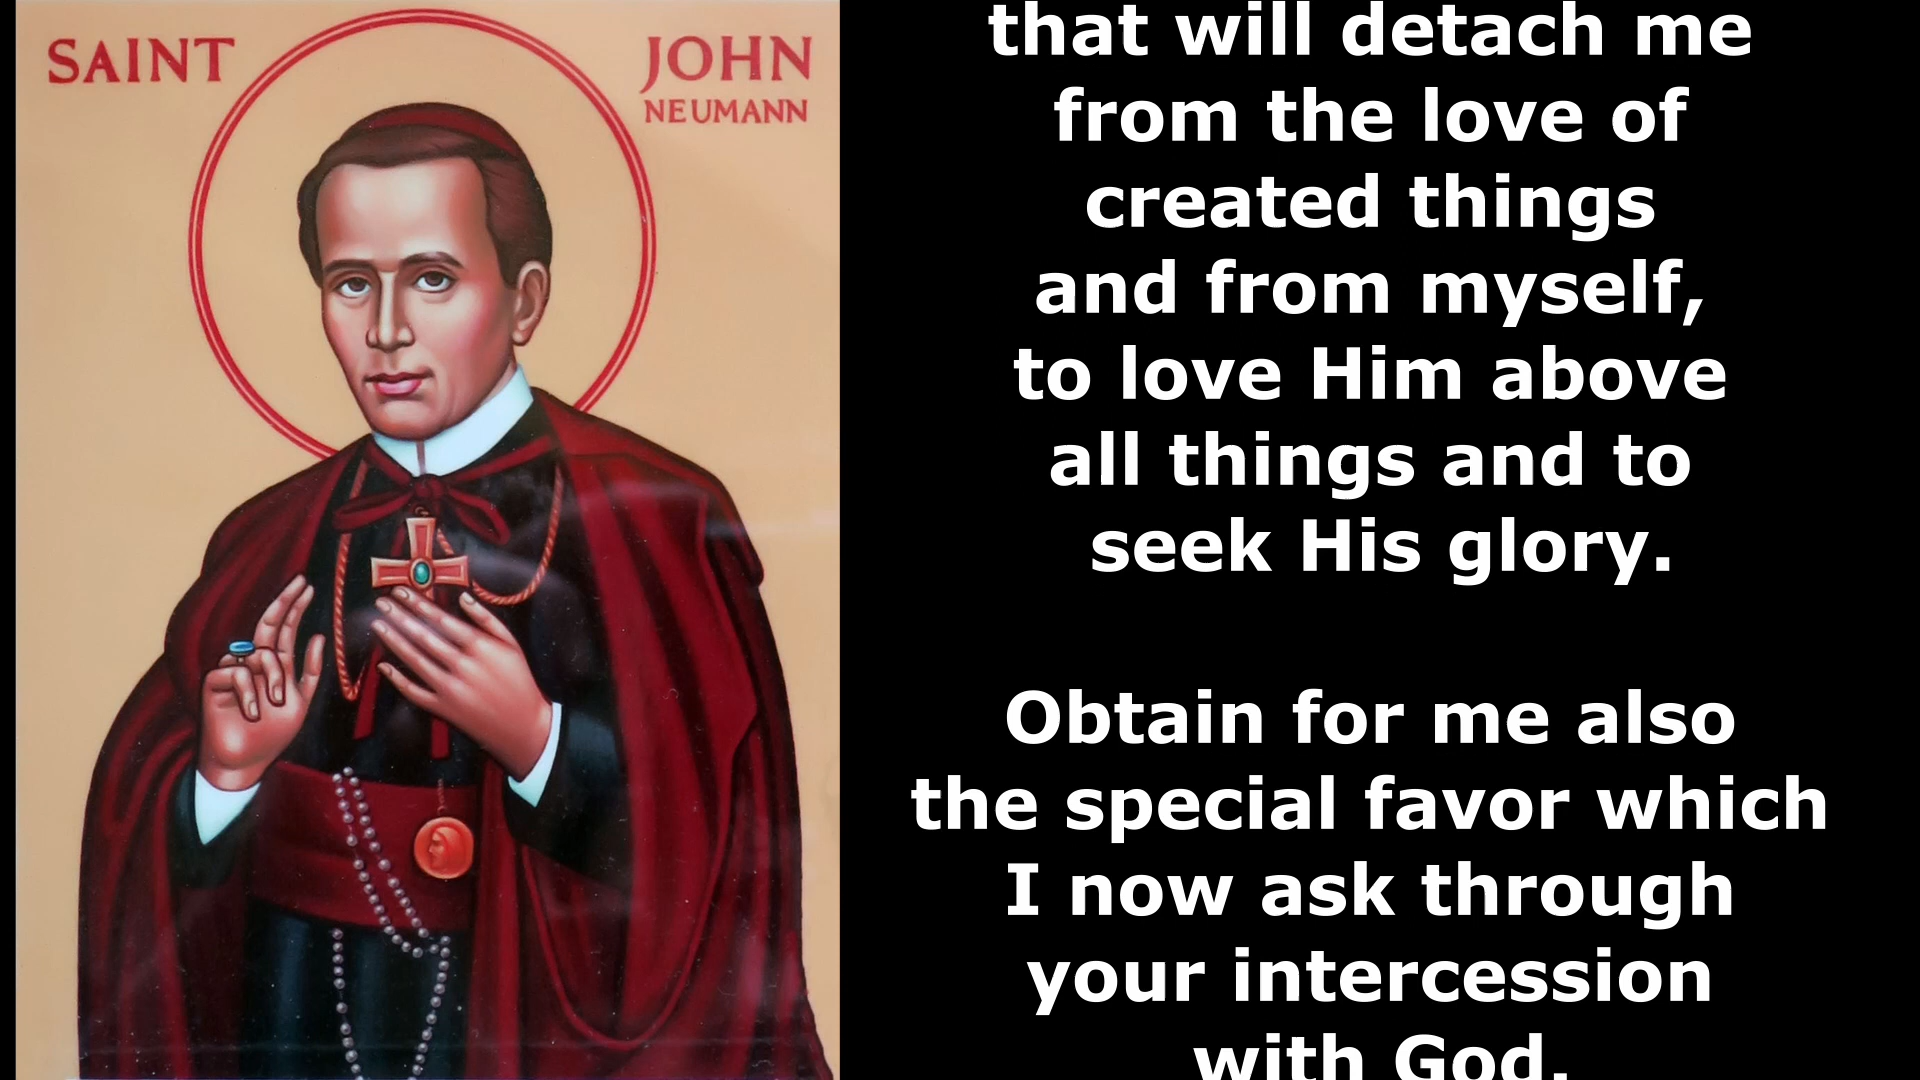 SAINT JOHN
NEUMANN
that will detach me
from the love of
created things
and from myself,
to love Him above
all things and to
seek His glory.
Obtain for me also
the special favor which
I now ask through
your intercession
with God.